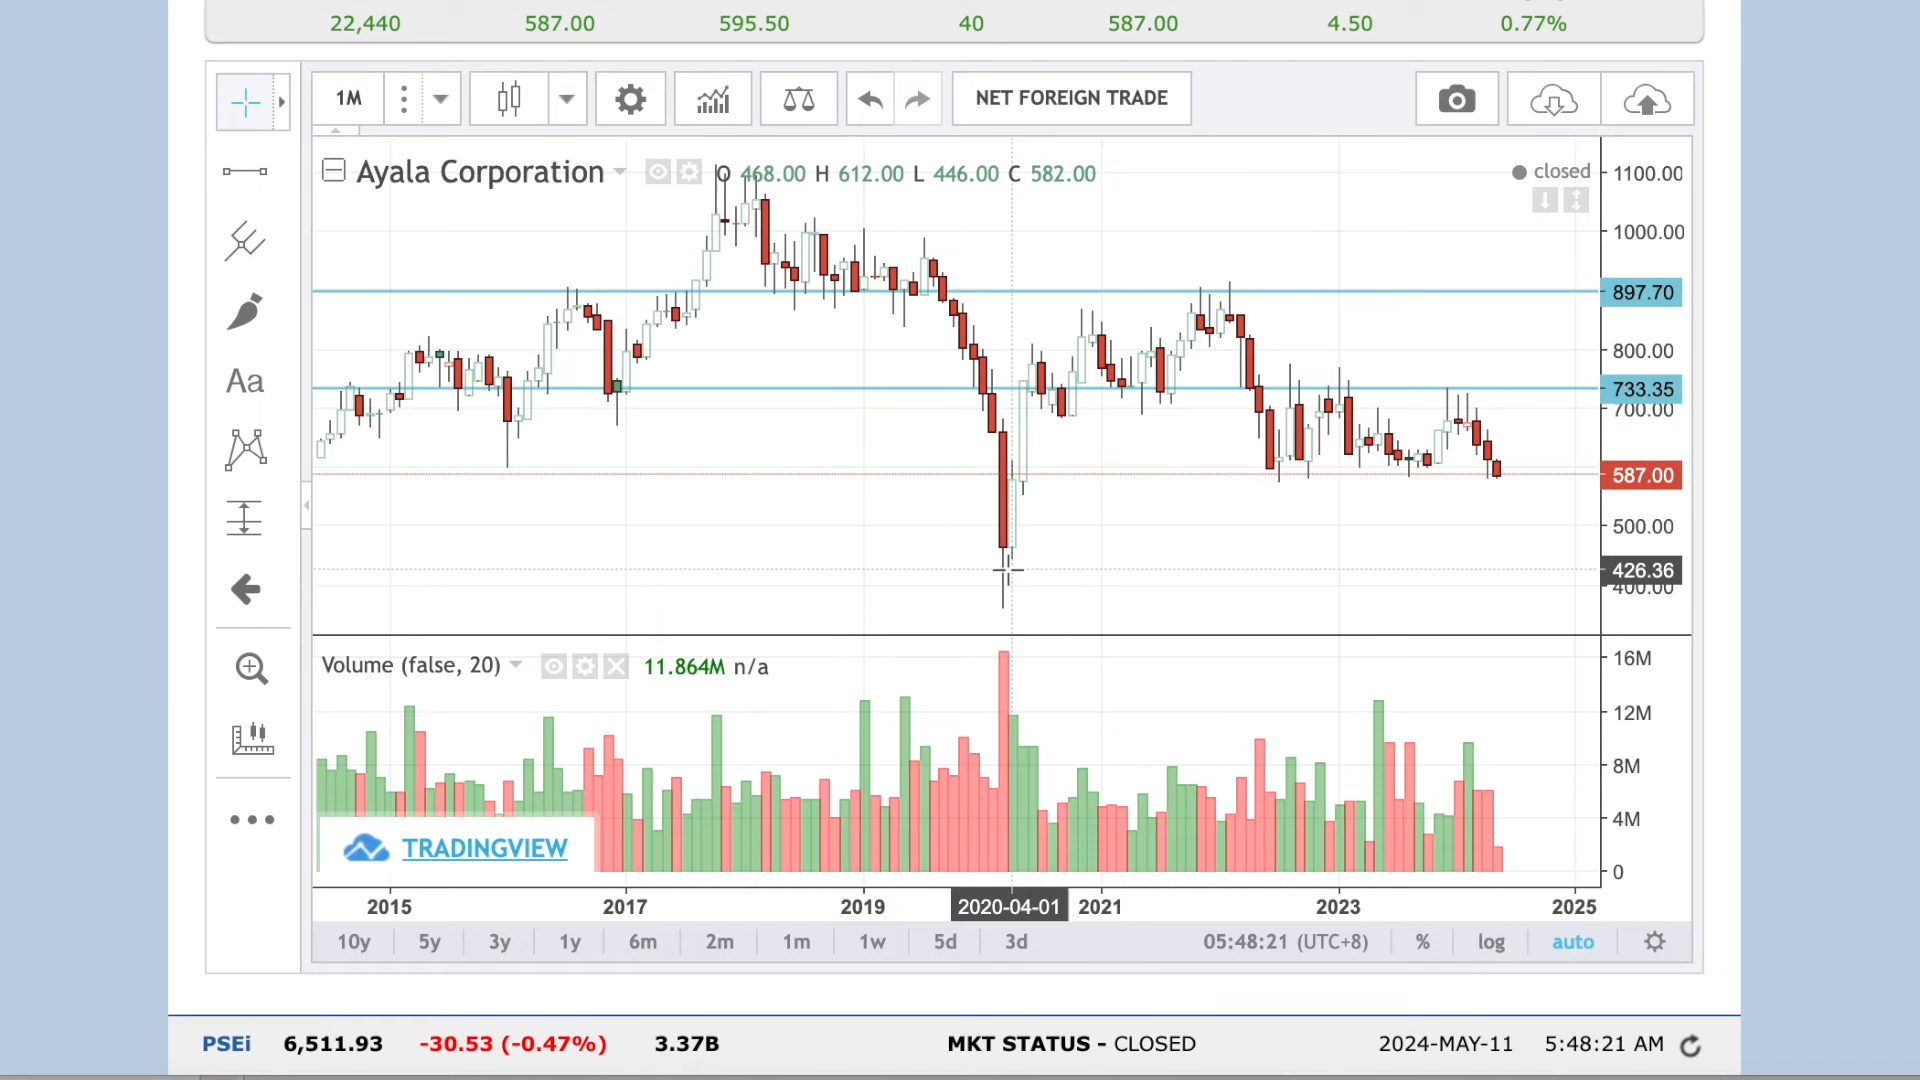 22,440 587.00 595.50 40 587.00 4.50 0.77%
1M NET FOREIGN TRADE
Ayala Corporation O 468.00 H 612.00 L 446.00 C 582.00 closed
1100.00
1000.00
897.70
800.00
733.35
700.00
587.00
500.00
426.36
400.00
Aa
Volume (false, 20) 11.864M n/a
16M
12M
8M
4M
0
TRADINGVIEW
2015 2017 2019 2020-04-01 2021 2023 2025
10y 5y 3y 1y 6m 2m 1m 1w 5d 3d 05:48:21 (UTC+8) % log auto
PSEi 6,511.93 -30.53 (-0.47%) 3.37B MKT STATUS - CLOSED 2024-MAY-11 5:48:21 AM